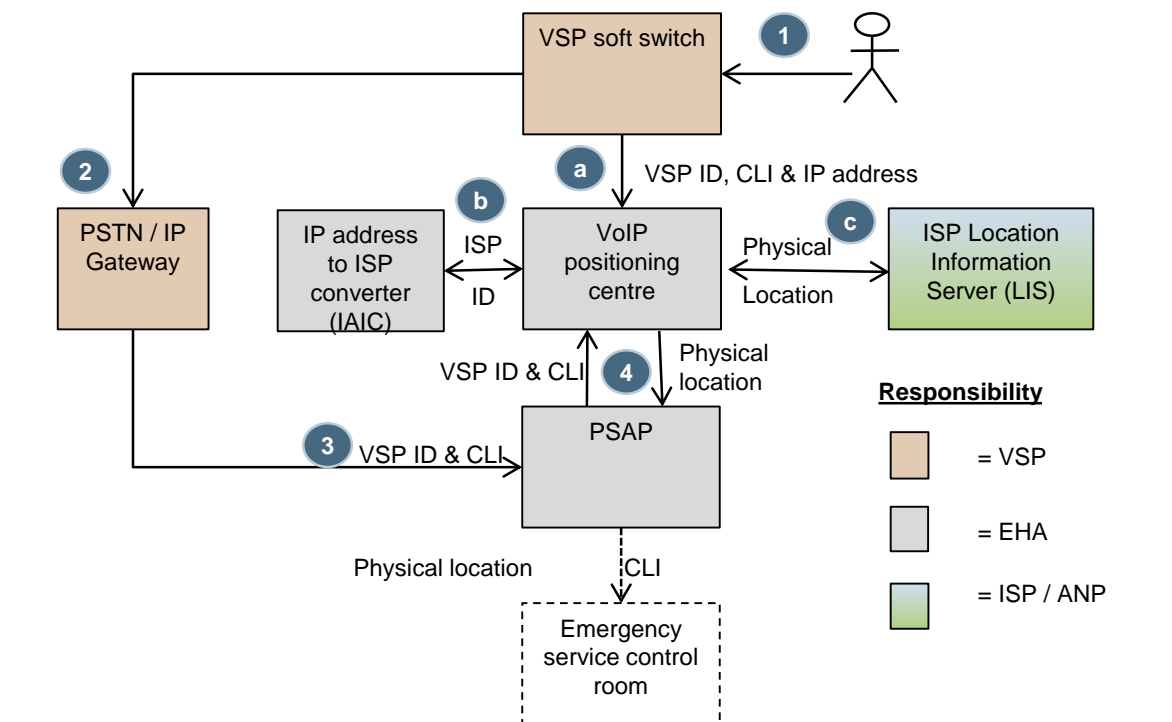 VSP soft switch
1
2
a
VSP ID, CLI & IP address
b
c
PSTN / IP
Gateway
IP address
to ISP
converter
(IAIC)
ISP
ID
VoIP
positioning
centre
Physical
Location
ISP Location
Information
Server (LIS)
VSP ID & CLI
4
Physical
location
Responsibility
PSAP
3
VSP ID & CLI
= VSP
= EHA
= ISP / ANP
Physical location
CLI
Emergency
service control
room